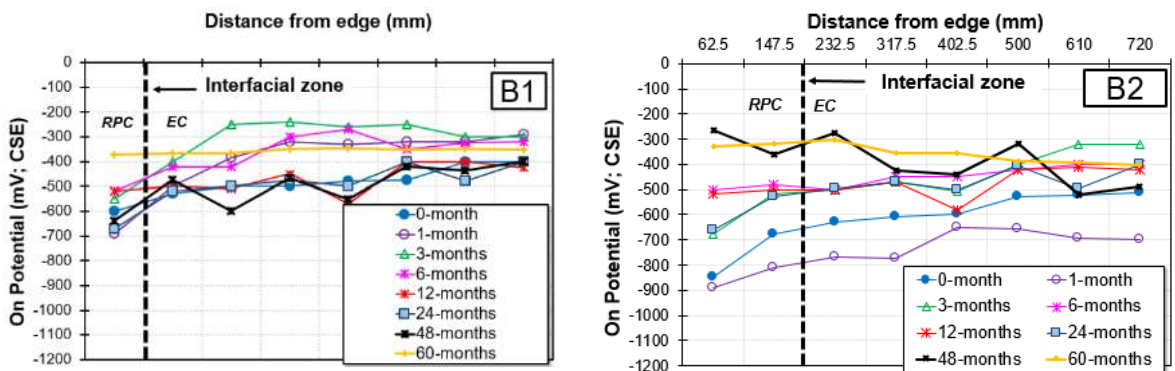 Distance from edge (mm)
0
-100
-200
-300
-400
-500
-600
-700
-800
-900
-1000
-1100
-1200
On Potential (mV; CSE)
Interfacial zone
B1
RPC
EC
0-month
1-month
3-months
6-months
12-months
24-months
48-months
60-months
Distance from edge (mm)
62.5 147.5 232.5 317.5 402.5 500 610 720
0
-100
-200
-300
-400
-500
-600
-700
-800
-900
-1000
-1100
-1200
On Potential (mV; CSE)
Interfacial zone
B2
RPC EC
0-month 1-month
3-months 6-months
12-months 24-months
48-months 60-months